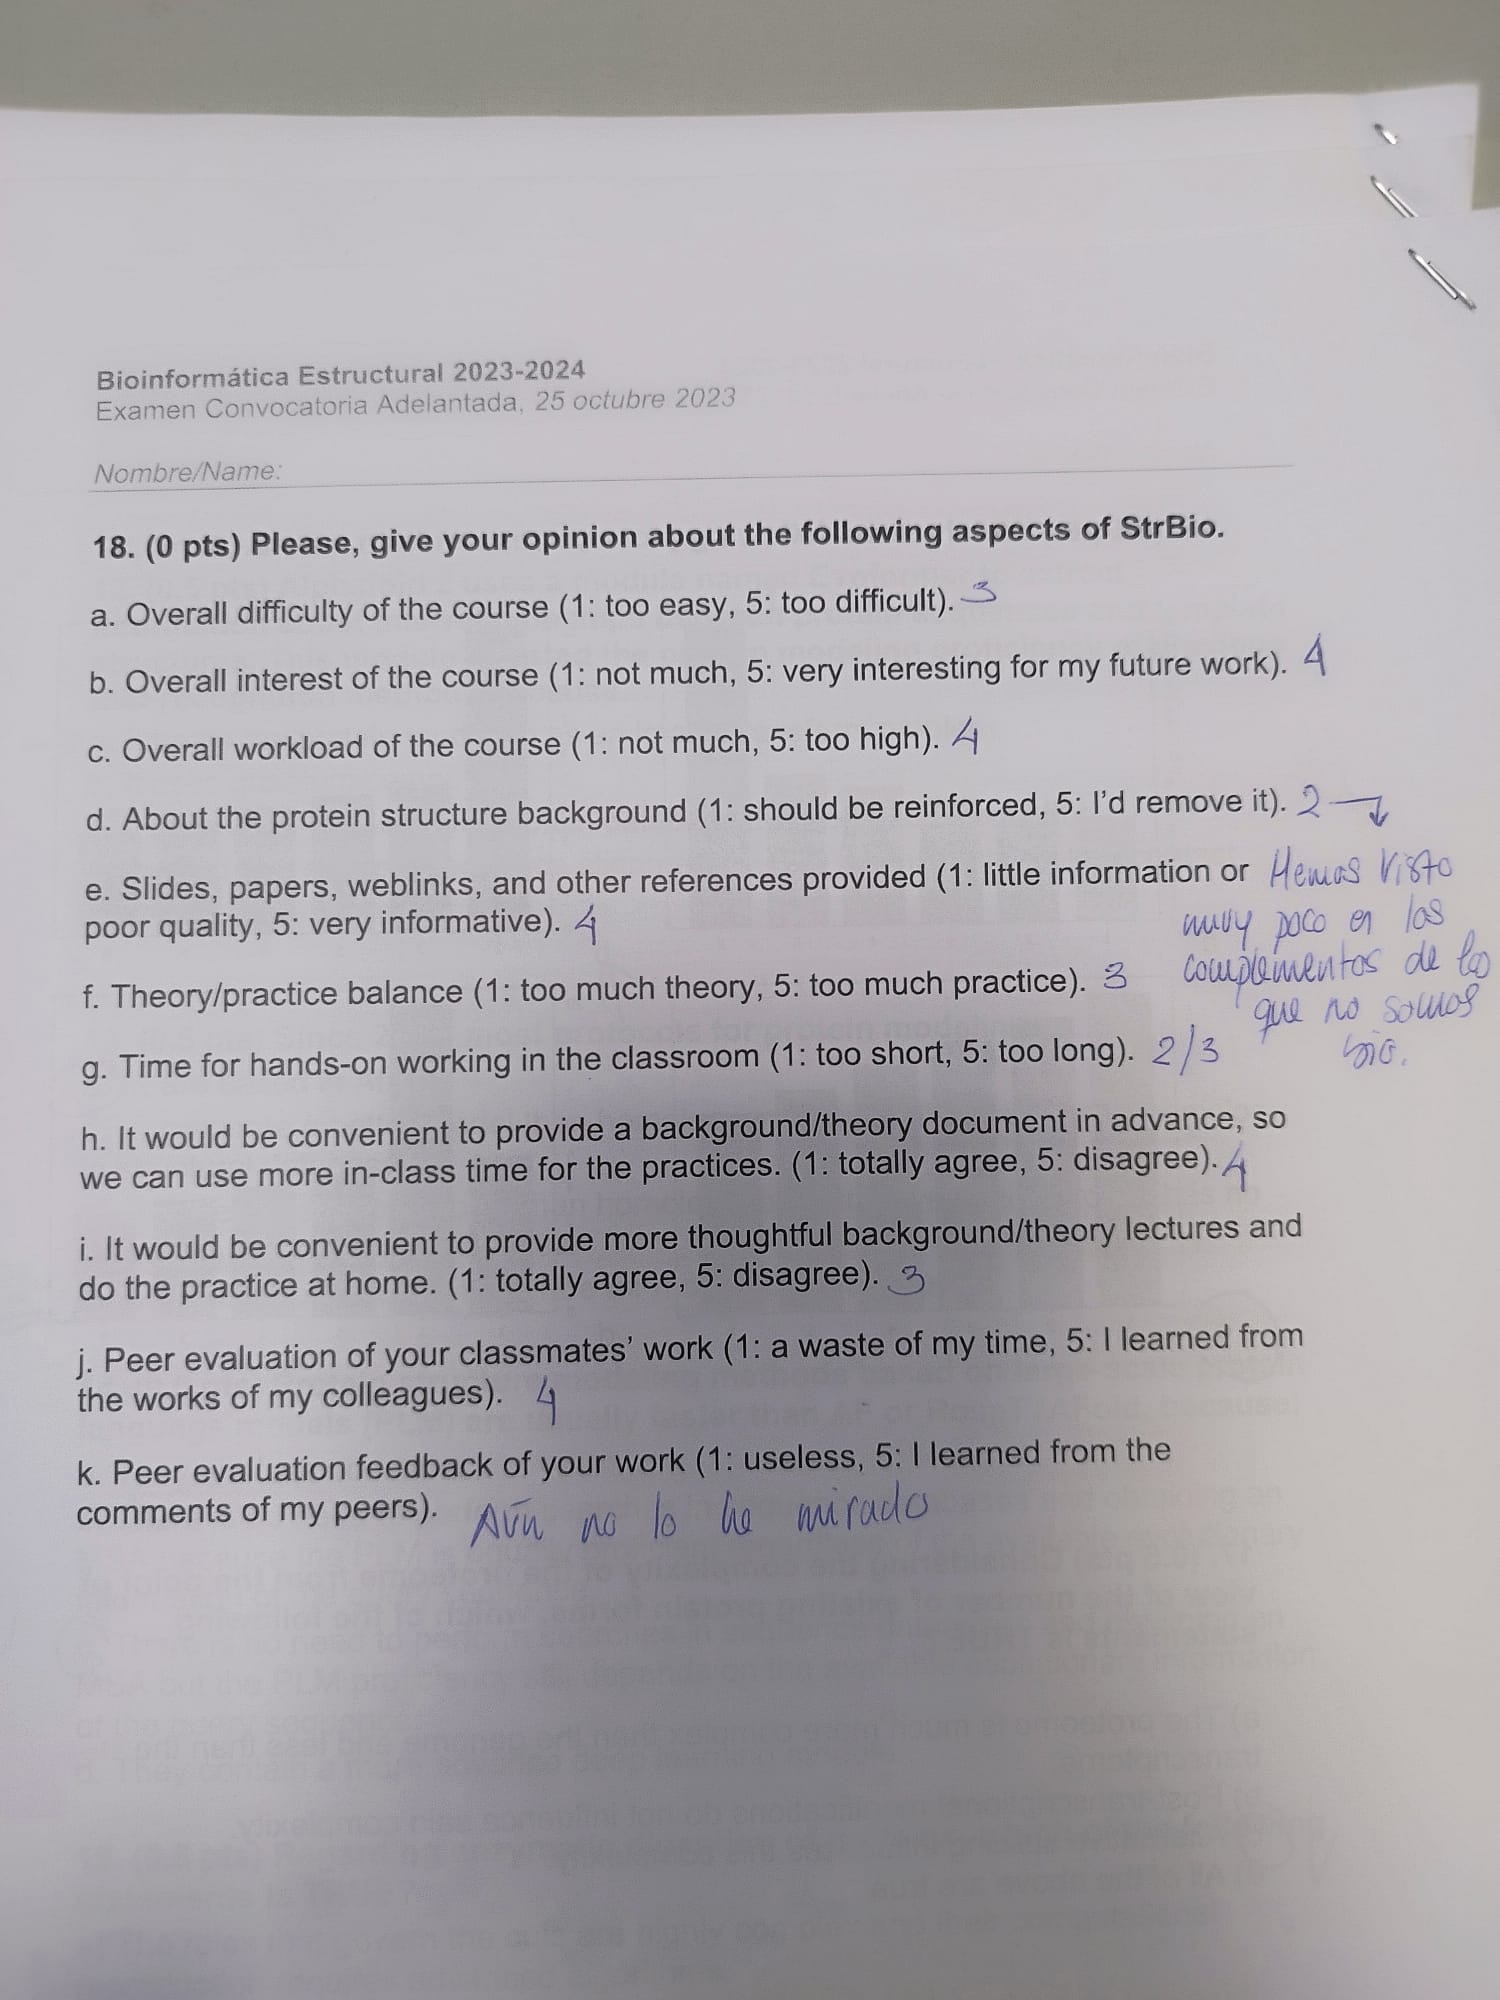 Bioinformática Estructural 2023-2024
Examen Convocatoria Adelantada, 25 octubre 2023
Nombre/Name:
18. (0 pts) Please, give your opinion about the following aspects of StrBio.
a. Overall difficulty of the course (1: too easy, 5: too difficult). 3
b. Overall interest of the course (1: not much, 5: very interesting for my future work). 4
c. Overall workload of the course (1: not much, 5: too high). 4
d. About the protein structure background (1: should be reinforced, 5: I'd remove it). 2 →
Hemos visto
muy poco en los
complementos de los
que no somos
bio.
e. Slides, papers, weblinks, and other references provided (1: little information or
poor quality, 5: very informative). 4
f. Theory/practice balance (1: too much theory, 5: too much practice). 3
g. Time for hands-on working in the classroom (1: too short, 5: too long). 2/3
h. It would be convenient to provide a background/theory document in advance, so
we can use more in-class time for the practices. (1: totally agree, 5: disagree). 4
i. It would be convenient to provide more thoughtful background/theory lectures and
do the practice at home. (1: totally agree, 5: disagree). 3
j. Peer evaluation of your classmates' work (1: a waste of my time, 5: I learned from
the works of my colleagues). 4
k. Peer evaluation feedback of your work (1: useless, 5: I learned from the
comments of my peers). Aún no lo he mirado